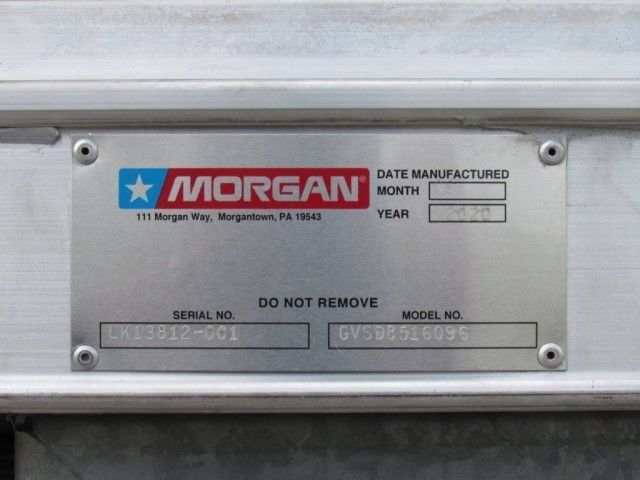 MORGAN®
111 Morgan Way, Morgantown, PA 19543
DATE MANUFACTURED
MONTH
YEAR 2020
DO NOT REMOVE
SERIAL NO.
LK13812-001
MODEL NO.
GVSD8516096